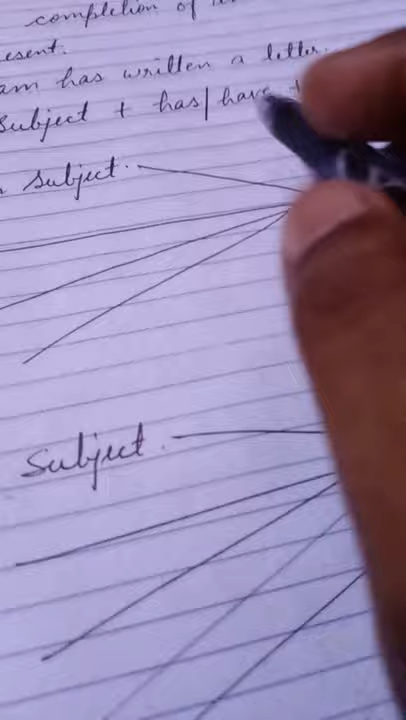 completion of
esent.
am has written a letter.
Subject + has/have +
Subject.
Subject.